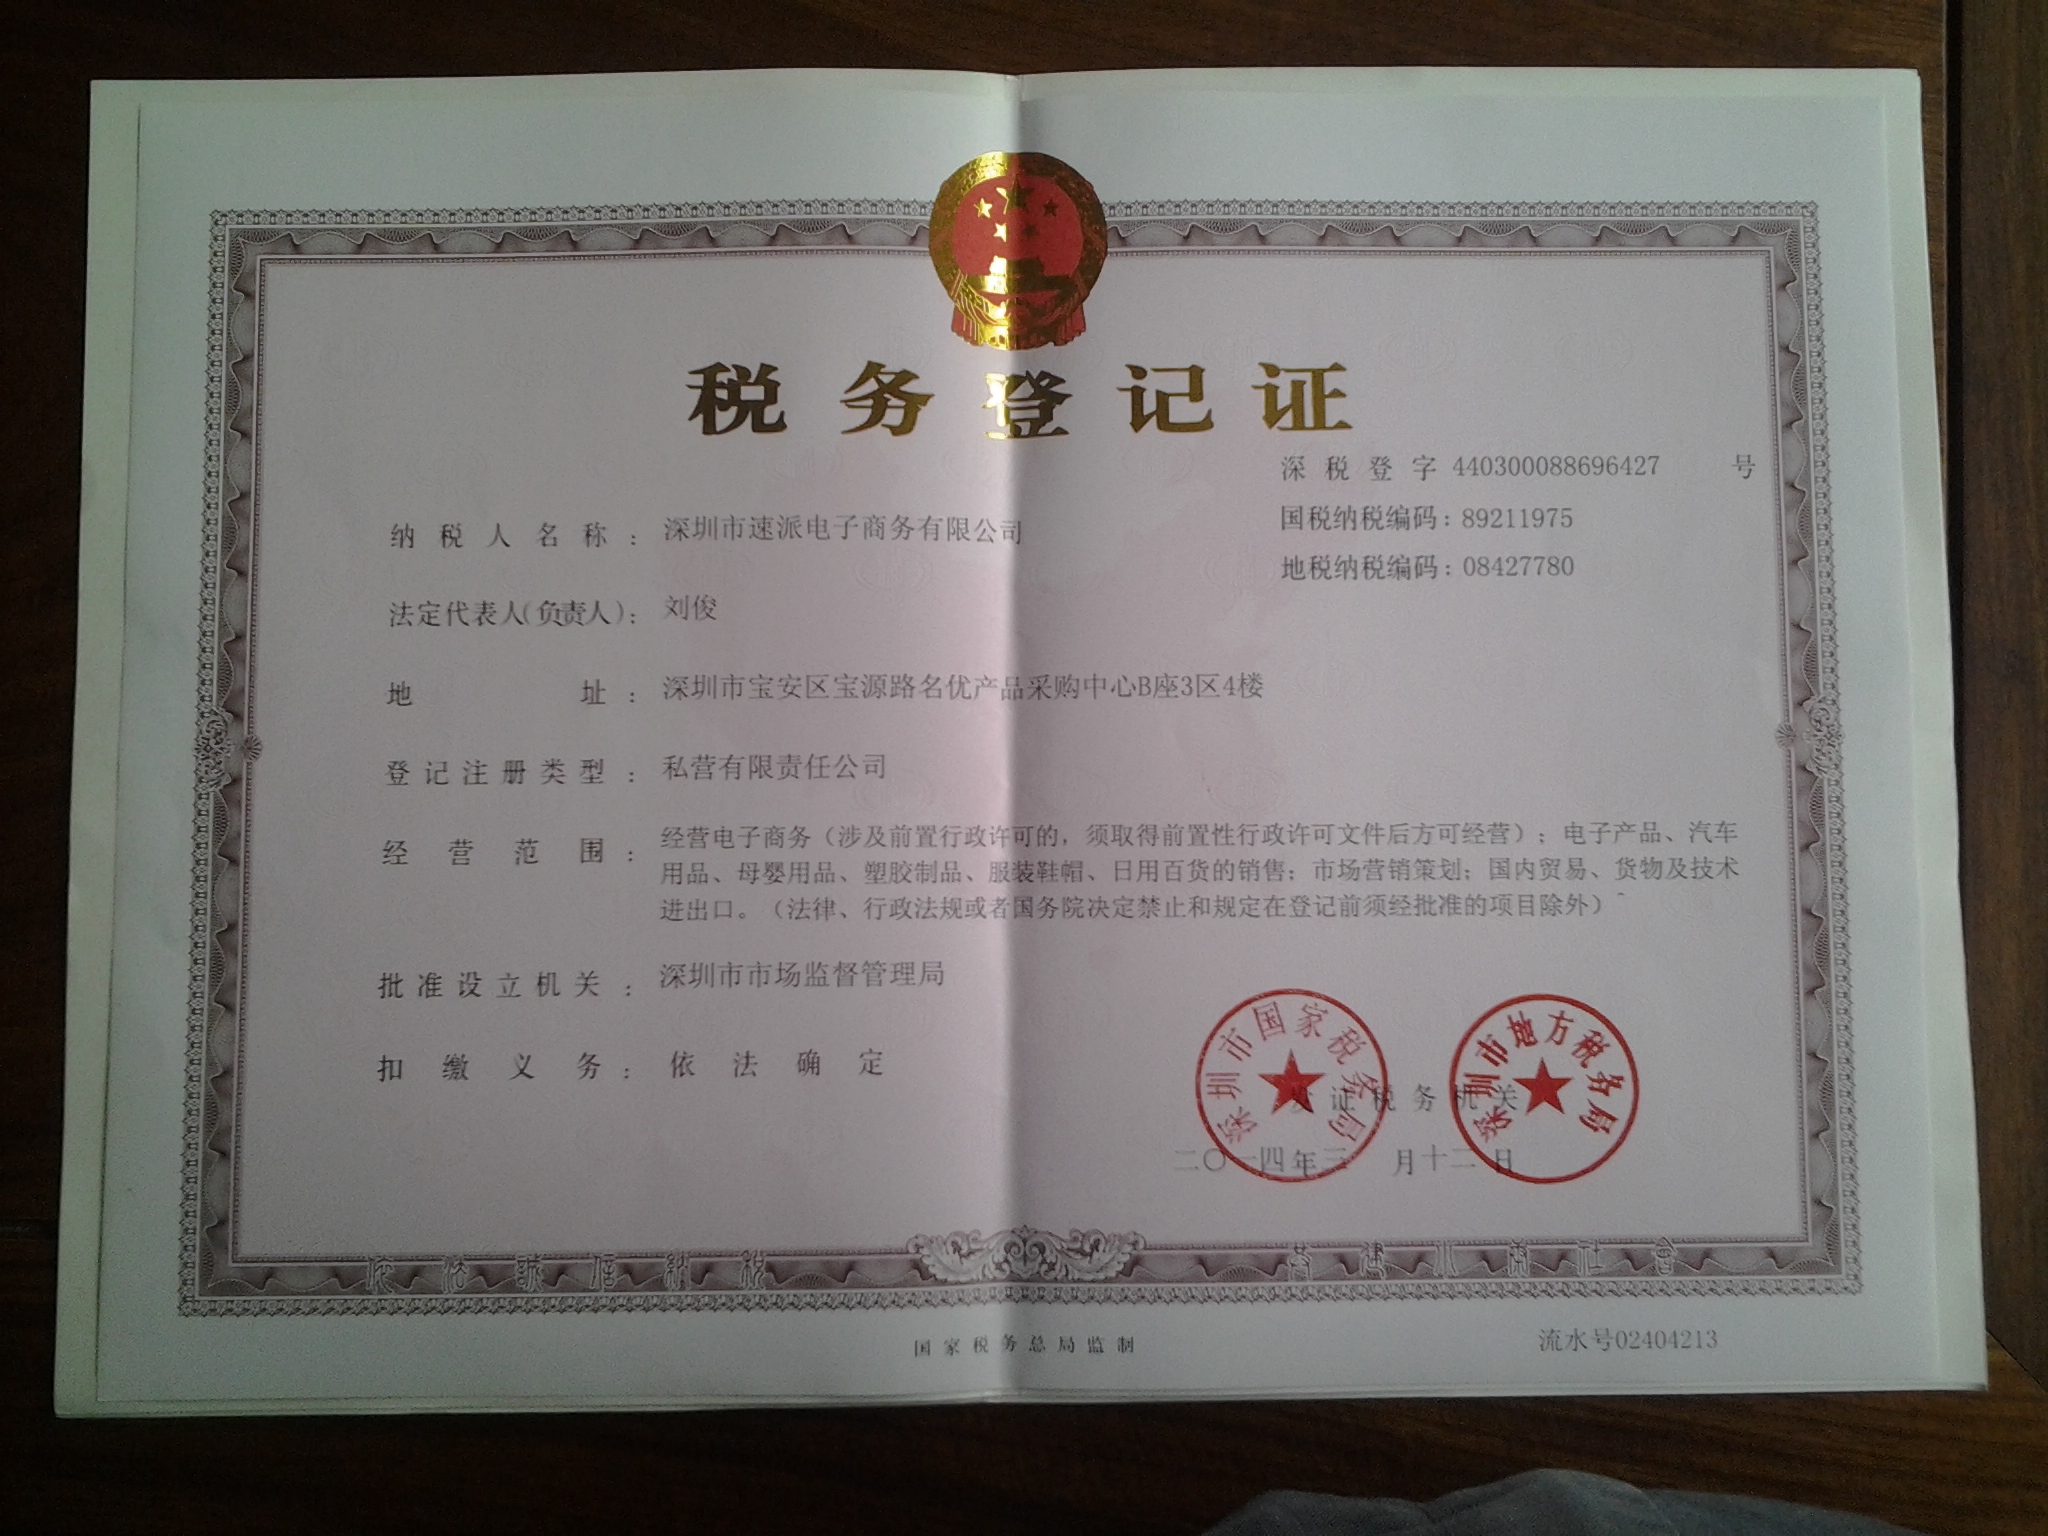 税务登记证
深税登字 440300088696427 号
国税纳税编码：89211975
地税纳税编码：08427780
纳税人名称：深圳市速派电子商务有限公司
法定代表人（负责人）：刘俊
地址：深圳市宝安区宝源路名优产品采购中心B座3区4楼
登记注册类型：私营有限责任公司
经营范围：经营电子商务（涉及前置行政许可的，须取得前置性行政许可文件后方可经营）；电子产品、汽车
用品、母婴用品、塑胶制品、服装鞋帽、日用百货的销售；市场营销策划；国内贸易、货物及技术
进出口。（法律、行政法规或者国务院决定禁止和规定在登记前须经批准的项目除外）
批准设立机关：深圳市市场监督管理局
扣缴义务：依法确定
深圳市国家税务局
深圳市地方税务局
发证税务机关
二〇一四年三月十二日
依法誠信納税
共建小康社會
国家税务总局监制
流水号02404213